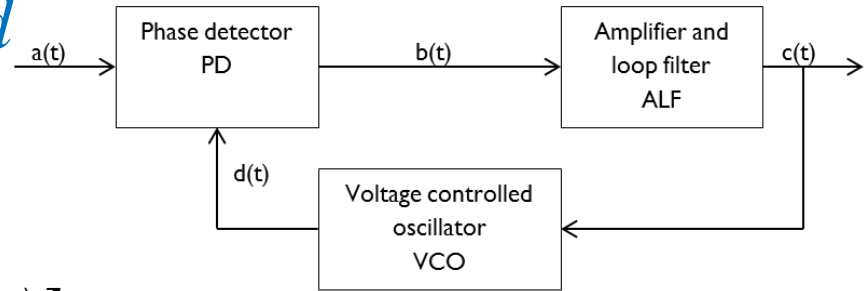 d
a(t)
Phase detector
PD
b(t)
Amplifier and
loop filter
ALF
c(t)
d(t)
Voltage controlled
oscillator
VCO